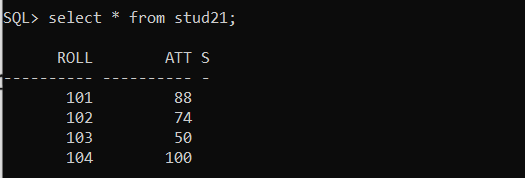 SQL> select * from stud21;
ROLL ATT S
---------- ---------- -
101 88
102 74
103 50
104 100